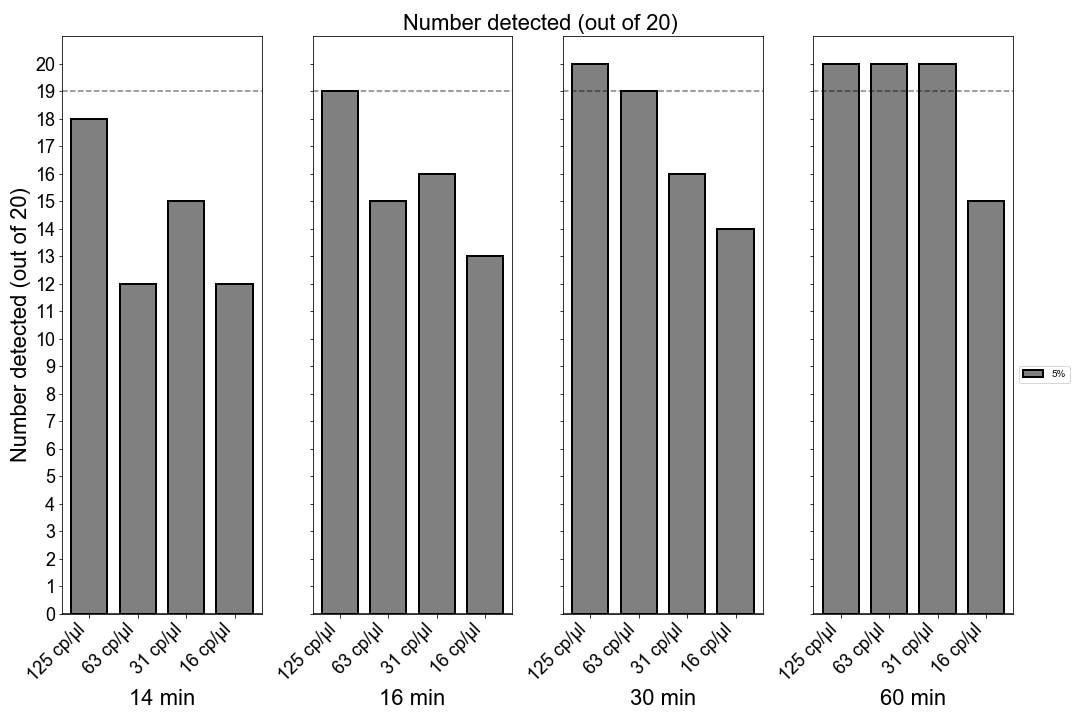 Number detected (out of 20)
Number detected (out of 20)
20
19
18
17
16
15
14
13
12
11
10
9
8
7
6
5
4
3
2
1
0
125 cp/µl
63 cp/µl
31 cp/µl
16 cp/µl
14 min
125 cp/µl
63 cp/µl
31 cp/µl
16 cp/µl
16 min
125 cp/µl
63 cp/µl
31 cp/µl
16 cp/µl
30 min
125 cp/µl
63 cp/µl
31 cp/µl
16 cp/µl
60 min
5%